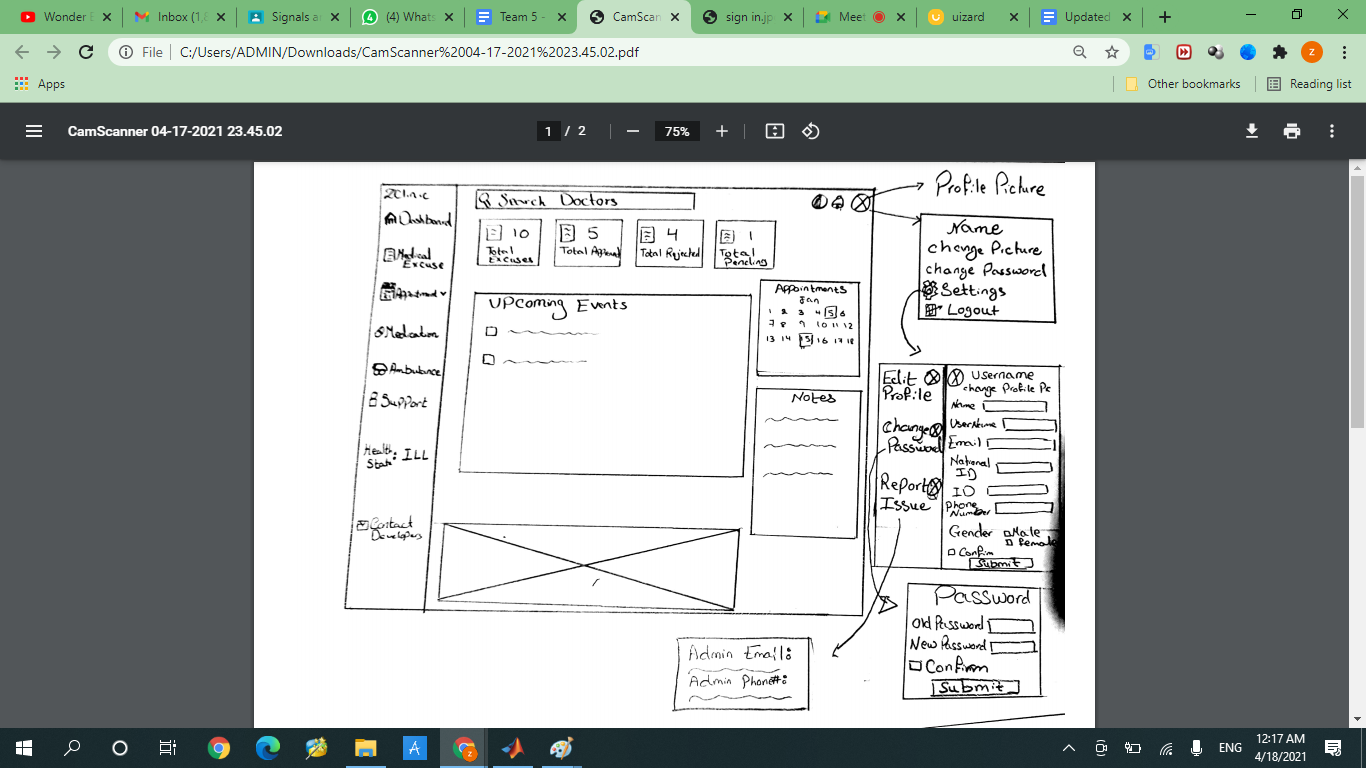 Wonder E
Inbox (1,8
Signals a
(4) Whats
Team 5 -
CamScan
sign in.jp
Meet
uizard
Updated
File C:/Users/ADMIN/Downloads/CamScanner%2004-17-2021%2023.45.02.pdf
Apps
Other bookmarks
Reading list
CamScanner 04-17-2021 23.45.02
1 / 2
75%
ZClinic
Dashboard
Medical
Excuse
Medication
Ambulance
Support
Health
State: ILL
Contact
Developers
Search Doctors
10
Total
Excuses
5
Total
4
Total Rejected
1
Total
Pending
Upcoming Events
Appointments
Jan
1 2 3 4 5 6
7 8 9 10 11 12
13 14 15 16 17 18
Notes
Profile Picture
Name
change Picture
change Password
Settings
Logout
Edit
Profile
Change
Password
Report
Issue
Username
change Profile Pc
Name
UserName
Email
National
ID
ID
Phone
Number
Gender Male
Female
Confirm
Submit
Password
Old Password
New Password
Confirm
Submit
Admin Email:
Admin Phone#:
ENG
12:17 AM
4/18/2021